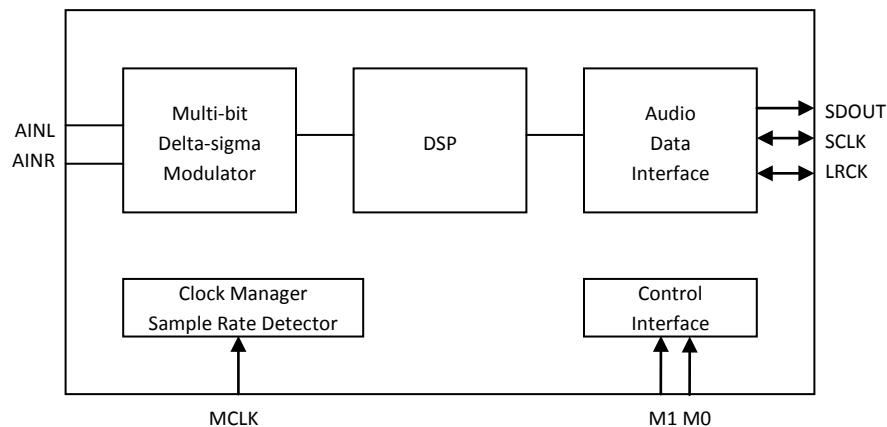 AINL
AINR
Multi-bit
Delta-sigma
Modulator
DSP
Audio
Data
Interface
SDOUT
SCLK
LRCK
Clock Manager
Sample Rate Detector
Control
Interface
MCLK
M1 M0